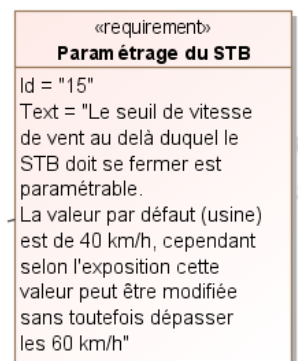 «requirement»
Paramétrage du STB
Id = "15"
Text = "Le seuil de vitesse
de vent au delà duquel le
STB doit se fermer est
paramétrable.
La valeur par défaut (usine)
est de 40 km/h, cependant
selon l'exposition cette
valeur peut être modifiée
sans toutefois dépasser
les 60 km/h"